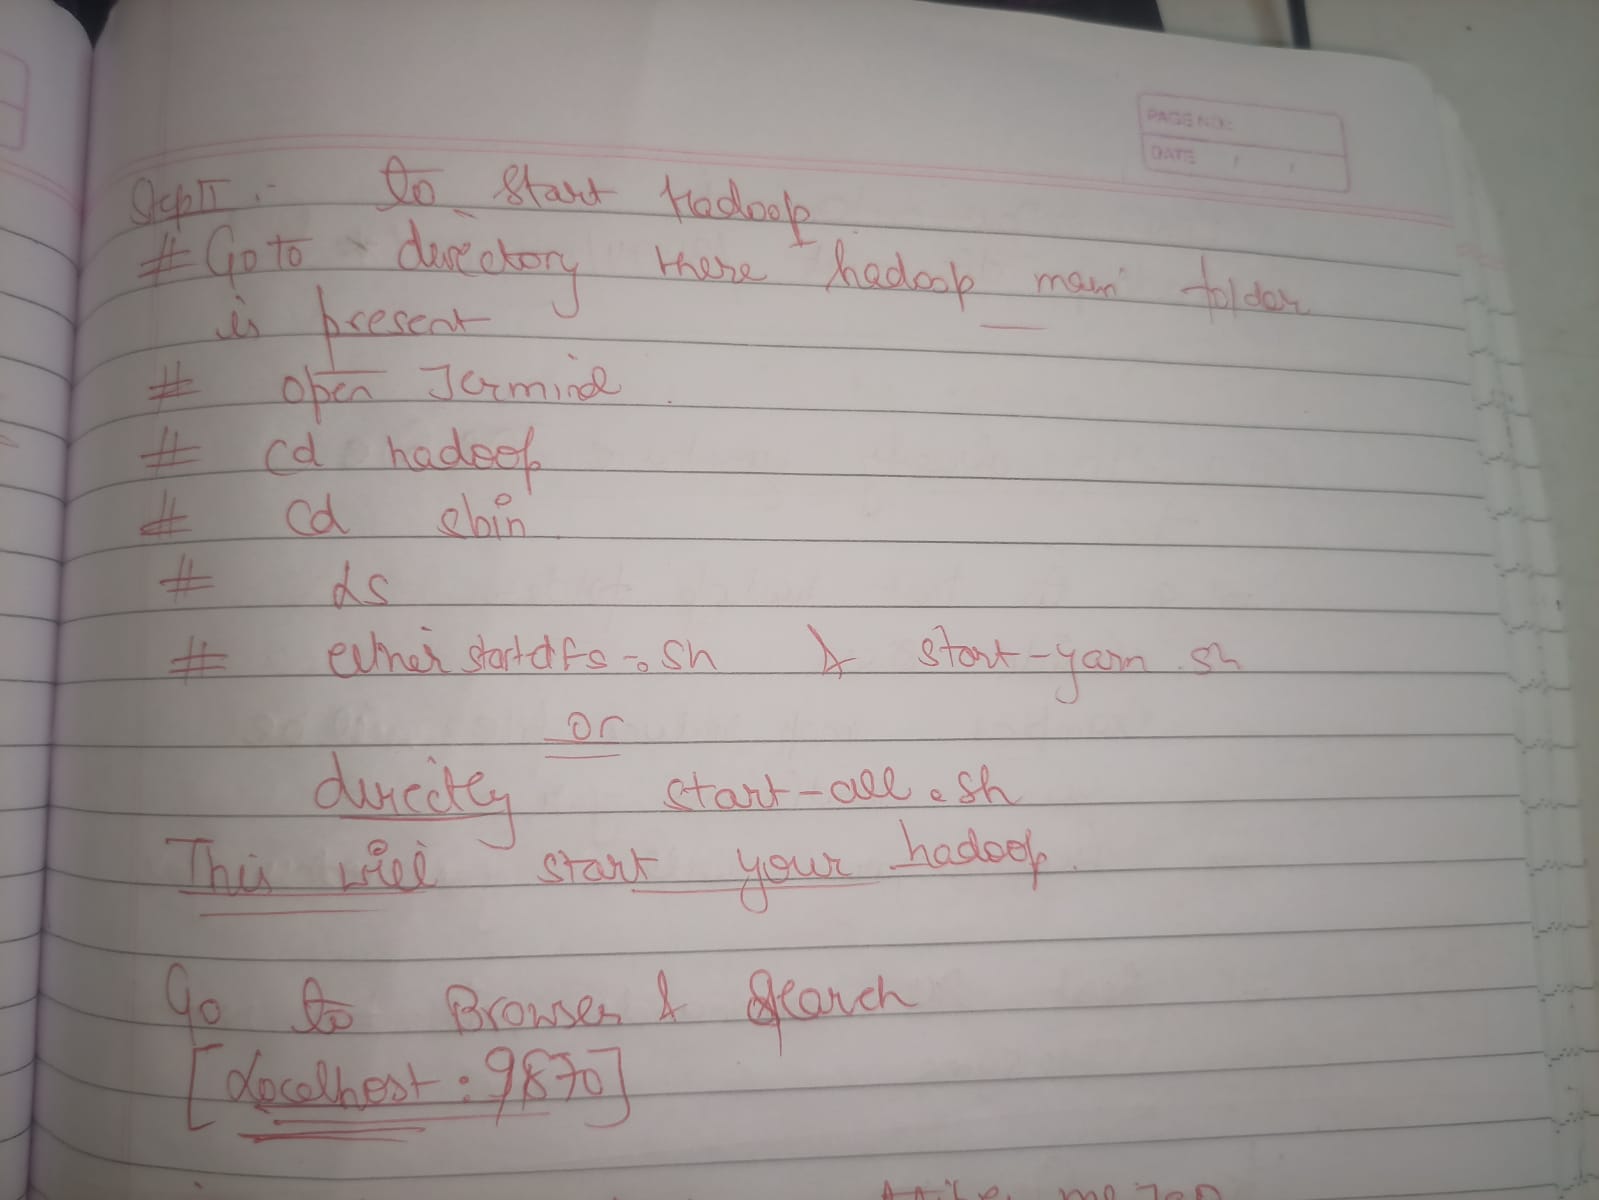 PAGE NO.:
DATE / /
Step II :- to start hadoop
# Go to directory where hadoop main folder
is present
# open Terminal.
# cd hadoop
# cd sbin
# LS
# either start dfs -. sh & start-yarn .sh
or
directly start-all.sh
This will start your hadoop.
Go to Browser & Search
[Localhost : 9870]